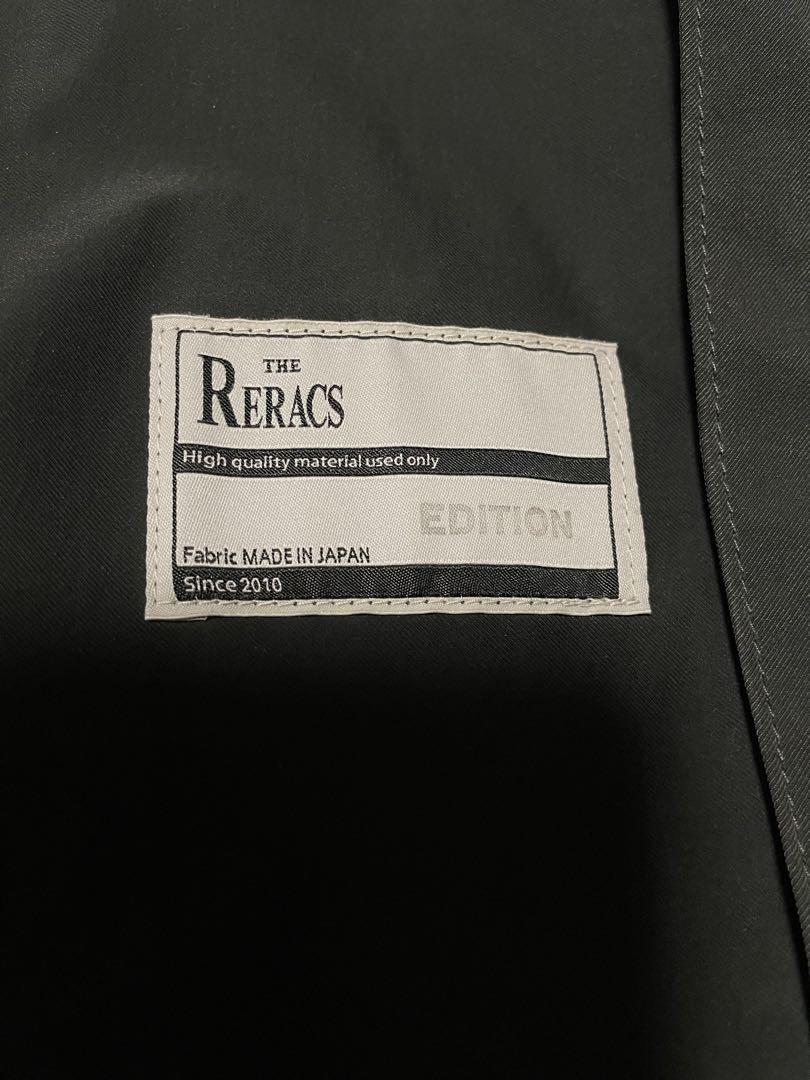 THE
RERACS
High quality material used only
EDITION
Fabric MADE IN JAPAN
Since 2010